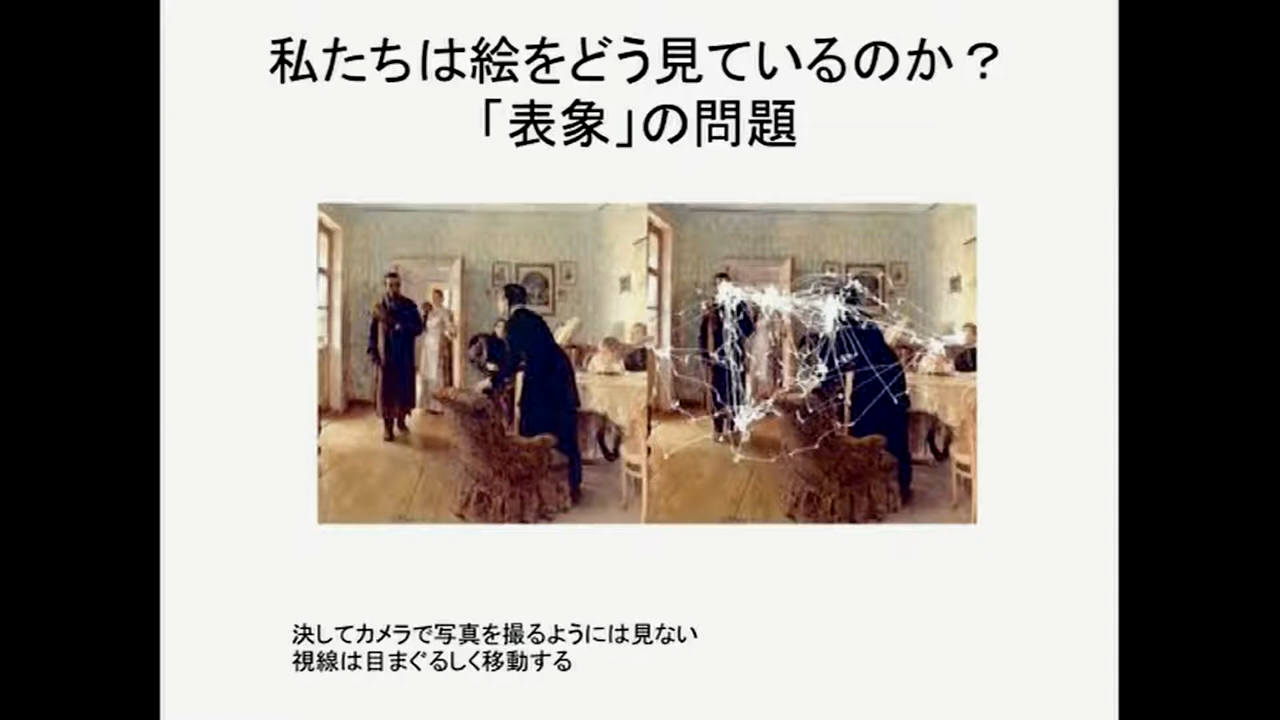 私たちは絵をどう見ているのか？
「表象」の問題
決してカメラで写真を撮るようには見ない
視線は目まぐるしく移動する